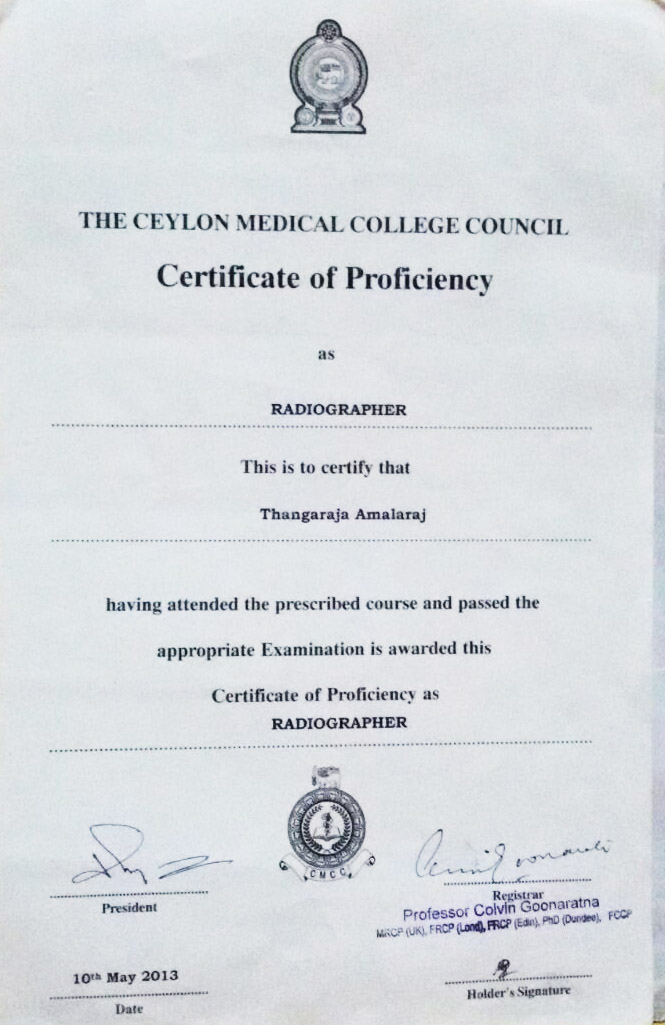 THE CEYLON MEDICAL COLLEGE COUNCIL
Certificate of Proficiency
as
RADIOGRAPHER
This is to certify that
Thangaraja Amalaraj
having attended the prescribed course and passed the
appropriate Examination is awarded this
Certificate of Proficiency as
RADIOGRAPHER
CMCC
President
Registrar
Professor Colvin Goonaratna
MRCP (UK), FRCP (Lond), FRCP (Edin), PhD (Dundee), FCCP
10th May 2013
Date
Holder's Signature